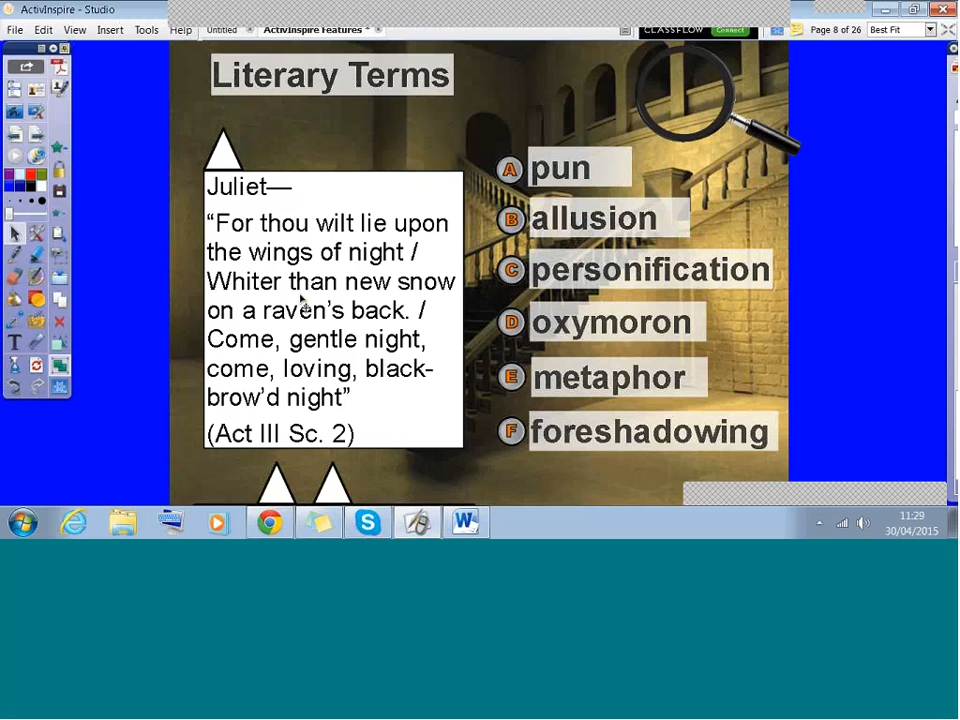 ActivInspire - Studio
File Edit View Insert Tools Help Untitled ActivInspire Features * CLASSFLOW Connect Page 8 of 26 Best Fit
Literary Terms
Juliet—
“For thou wilt lie upon
the wings of night /
Whiter than new snow
on a raven’s back. /
Come, gentle night,
come, loving, black-
brow’d night”
(Act III Sc. 2)
A pun
B allusion
C personification
D oxymoron
E metaphor
F foreshadowing
11:29
30/04/2015